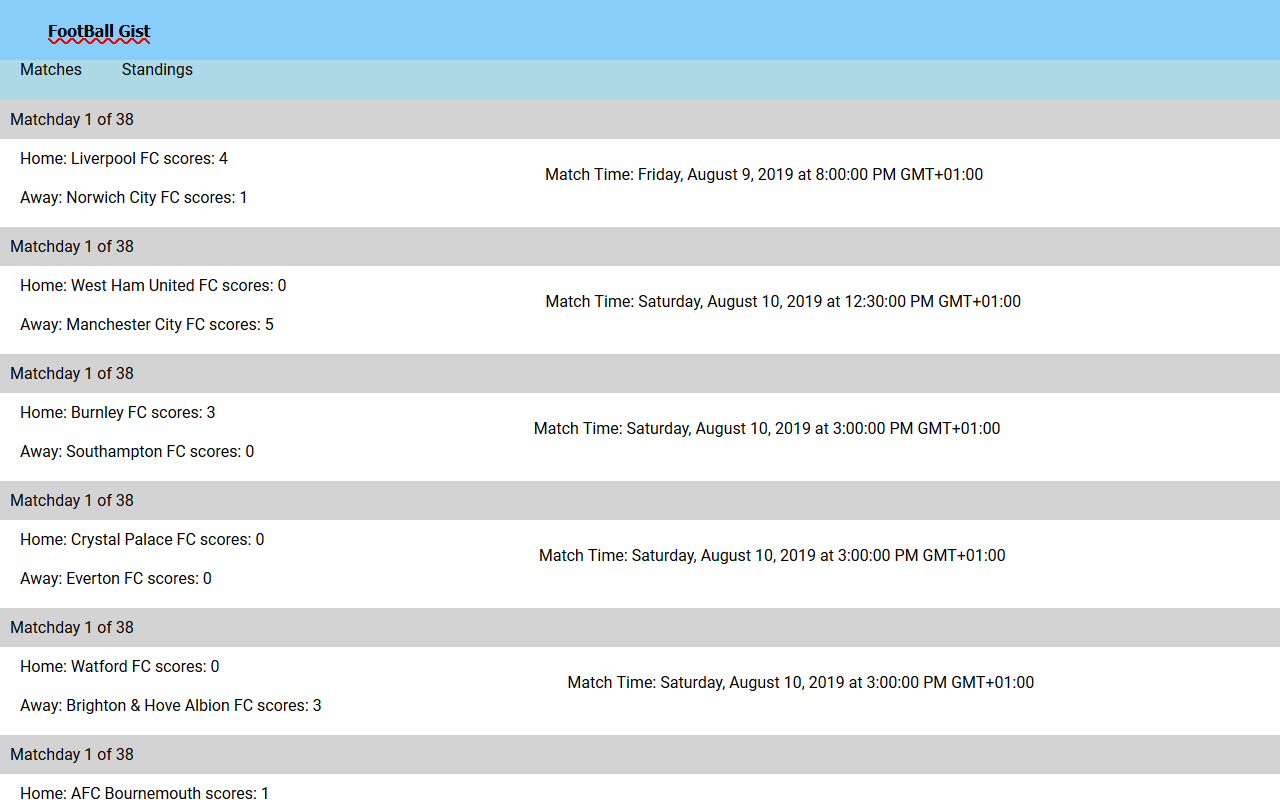 FootBall Gist
Matches Standings
Matchday 1 of 38
Home: Liverpool FC scores: 4
Match Time: Friday, August 9, 2019 at 8:00:00 PM GMT+01:00
Away: Norwich City FC scores: 1
Matchday 1 of 38
Home: West Ham United FC scores: 0
Match Time: Saturday, August 10, 2019 at 12:30:00 PM GMT+01:00
Away: Manchester City FC scores: 5
Matchday 1 of 38
Home: Burnley FC scores: 3
Match Time: Saturday, August 10, 2019 at 3:00:00 PM GMT+01:00
Away: Southampton FC scores: 0
Matchday 1 of 38
Home: Crystal Palace FC scores: 0
Match Time: Saturday, August 10, 2019 at 3:00:00 PM GMT+01:00
Away: Everton FC scores: 0
Matchday 1 of 38
Home: Watford FC scores: 0
Match Time: Saturday, August 10, 2019 at 3:00:00 PM GMT+01:00
Away: Brighton & Hove Albion FC scores: 3
Matchday 1 of 38
Home: AFC Bournemouth scores: 1